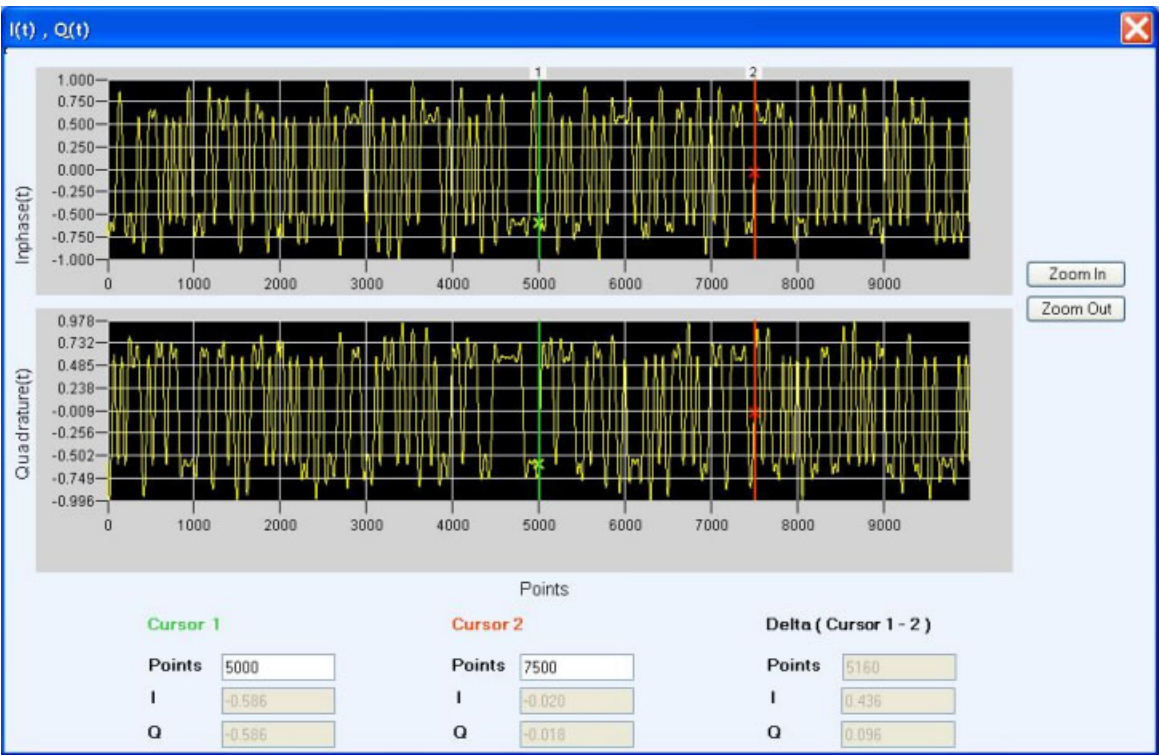 I(t) , Q(t)
1 2
1.000
0.750
0.500
0.250
0.000
-0.250
-0.500
-0.750
-1.000
Inphase(t)
0 1000 2000 3000 4000 5000 6000 7000 8000 9000
Zoom In
Zoom Out
0.978
0.732
0.485
0.238
-0.009
-0.256
-0.502
-0.749
-0.996
Quadrature(t)
0 1000 2000 3000 4000 5000 6000 7000 8000 9000
Points
Cursor 1 Cursor 2 Delta ( Cursor 1 - 2 )
Points 5000 Points 7500 Points 5160
I -0.586 I -0.020 I 0.436
Q -0.586 Q -0.018 Q 0.096